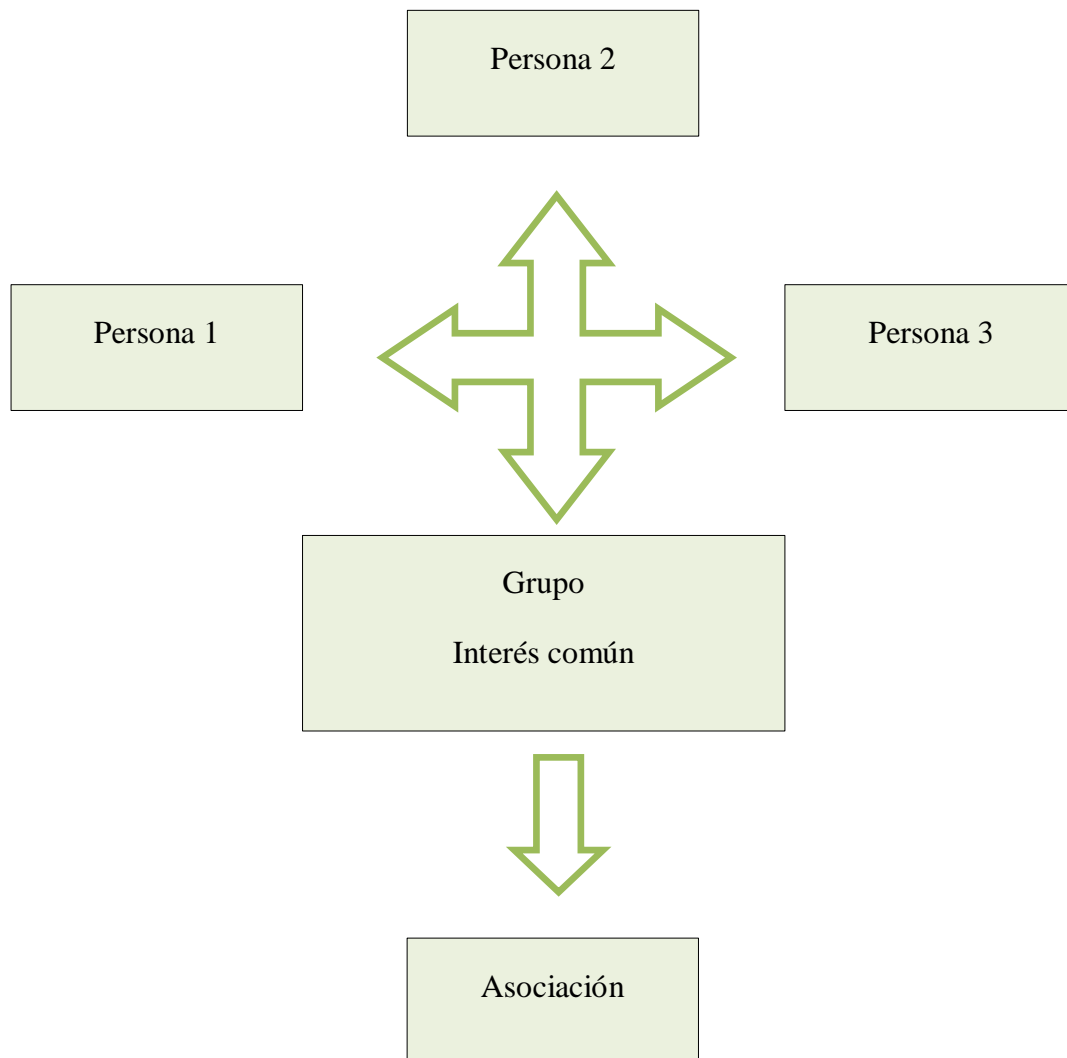 Persona 2
Persona 1
Persona 3
Grupo
Interés común
Asociación